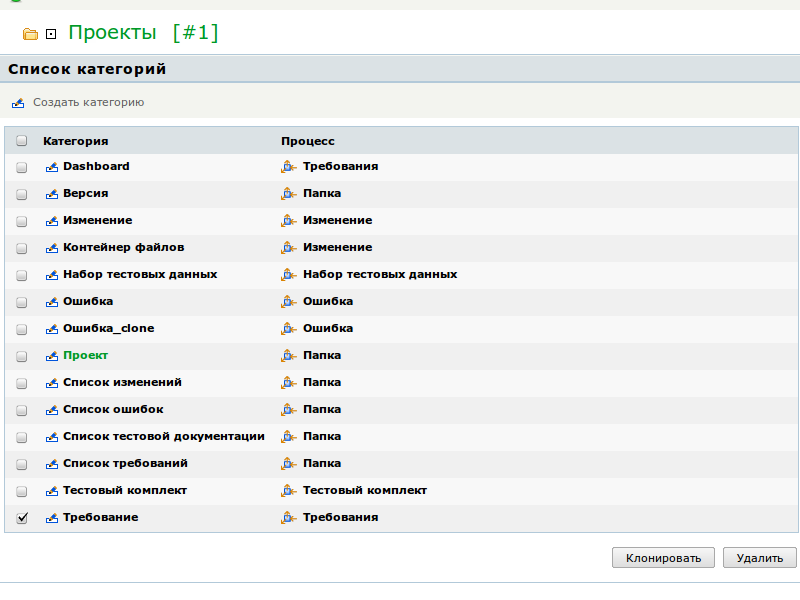 Проекты [#1]
Список категорий
Создать категорию
Категория Процесс
Dashboard Требования
Версия Папка
Изменение Изменение
Контейнер файлов Изменение
Набор тестовых данных Набор тестовых данных
Ошибка Ошибка
Ошибка_clone Ошибка
Проект Папка
Список изменений Папка
Список ошибок Папка
Список тестовой документации Папка
Список требований Папка
Тестовый комплект Тестовый комплект
Требование Требования
Клонировать Удалить